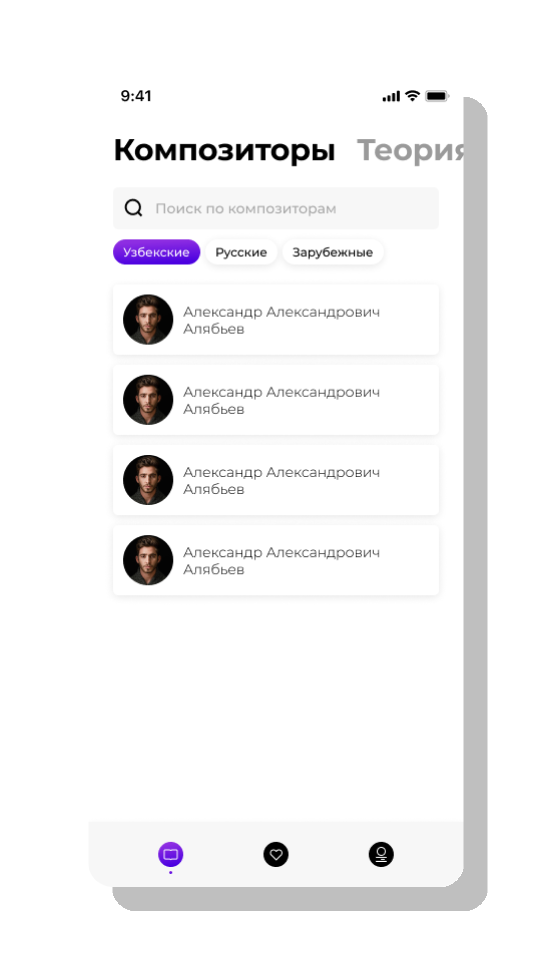 9:41
Композиторы Теория
Поиск по композиторам
Узбекские Русские Зарубежные
Александр Александрович
Алябьев
Александр Александрович
Алябьев
Александр Александрович
Алябьев
Александр Александрович
Алябьев